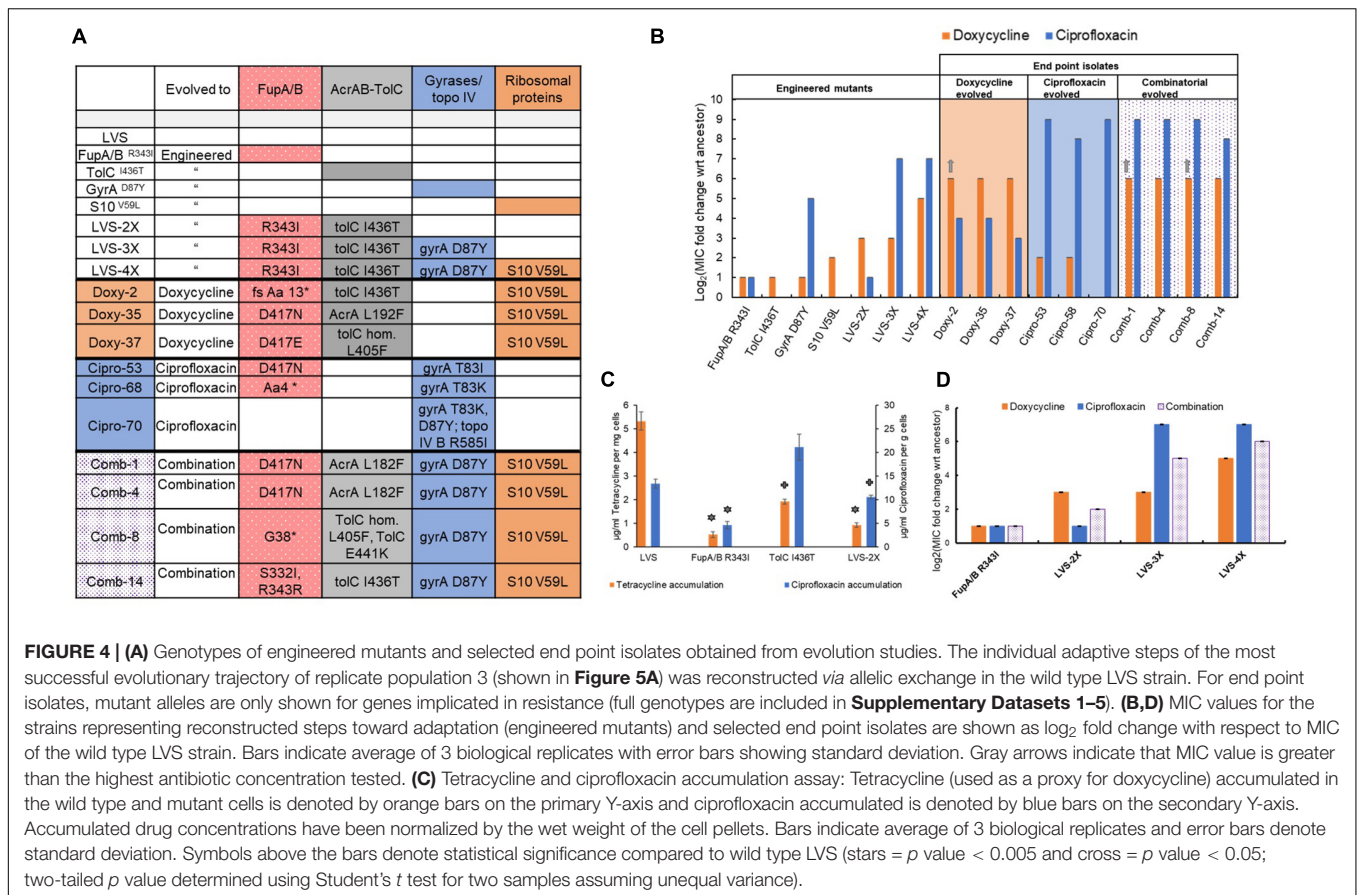 A
Evolved to FupA/B AcrAB-TolC Gyrases/ topo IV Ribosomal proteins
LVS
FupA/B R343I Engineered
TolC I436T "
GyrA D87Y "
S10 V59L "
LVS-2X " R343I tolC I436T
LVS-3X " R343I tolC I436T gyrA D87Y
LVS-4X " R343I tolC I436T gyrA D87Y S10 V59L
Doxy-2 Doxycycline fs Aa 13* tolC I436T S10 V59L
Doxy-35 Doxycycline D417N AcrA L192F S10 V59L
Doxy-37 Doxycycline D417E tolC hom. L405F S10 V59L
Cipro-53 Ciprofloxacin D417N gyrA T83I
Cipro-68 Ciprofloxacin Aa4 * gyrA T83K
Cipro-70 Ciprofloxacin gyrA T83K, D87Y; topo IV B R585I
Comb-1 Combination D417N AcrA L182F gyrA D87Y S10 V59L
Comb-4 Combination D417N AcrA L182F gyrA D87Y S10 V59L
Comb-8 Combination G38* TolC hom. L405F, TolC E441K gyrA D87Y S10 V59L
Comb-14 Combination S332I, R343R tolC I436T gyrA D87Y S10 V59L
B
Doxycycline Ciprofloxacin
End point isolates
Engineered mutants
Doxycycline evolved
Ciprofloxacin evolved
Combinatorial evolved
Log2(MIC fold change wrt ancestor)
10
9
8
7
6
5
4
3
2
1
0
FupA/B R343I TolC I436T GyrA D87Y S10 V59L LVS-2X LVS-3X LVS-4X Doxy-2 Doxy-35 Doxy-37 Cipro-53 Cipro-58 Cipro-70 Comb-1 Comb-4 Comb-8 Comb-14
C
µg/ml Tetracycline per mg cells
6
5
4
3
2
1
0
30
25
20
15
10
5
0
µg/ml Ciprofloxacin per g cells
LVS FupA/B R343I TolC I436T LVS-2X
Tetracycline accumulation Ciprofloxacin accumulation
D
Doxycycline Ciprofloxacin Combination
log2(MIC fold change wrt ancestor)
8
6
4
2
0
FupA/B R343I LVS-2X LVS-3X LVS-4X
FIGURE 4 | (A) Genotypes of engineered mutants and selected end point isolates obtained from evolution studies. The individual adaptive steps of the most
successful evolutionary trajectory of replicate population 3 (shown in Figure 5A) was reconstructed via allelic exchange in the wild type LVS strain. For end point
isolates, mutant alleles are only shown for genes implicated in resistance (full genotypes are included in Supplementary Datasets 1–5). (B,D) MIC values for the
strains representing reconstructed steps toward adaptation (engineered mutants) and selected end point isolates are shown as log2 fold change with respect to MIC
of the wild type LVS strain. Bars indicate average of 3 biological replicates with error bars showing standard deviation. Gray arrows indicate that MIC value is greater
than the highest antibiotic concentration tested. (C) Tetracycline and ciprofloxacin accumulation assay: Tetracycline (used as a proxy for doxycycline) accumulated in
the wild type and mutant cells is denoted by orange bars on the primary Y-axis and ciprofloxacin accumulated is denoted by blue bars on the secondary Y-axis.
Accumulated drug concentrations have been normalized by the wet weight of the cell pellets. Bars indicate average of 3 biological replicates and error bars denote
standard deviation. Symbols above the bars denote statistical significance compared to wild type LVS (stars = p value < 0.005 and cross = p value < 0.05;
two-tailed p value determined using Student's t test for two samples assuming unequal variance).